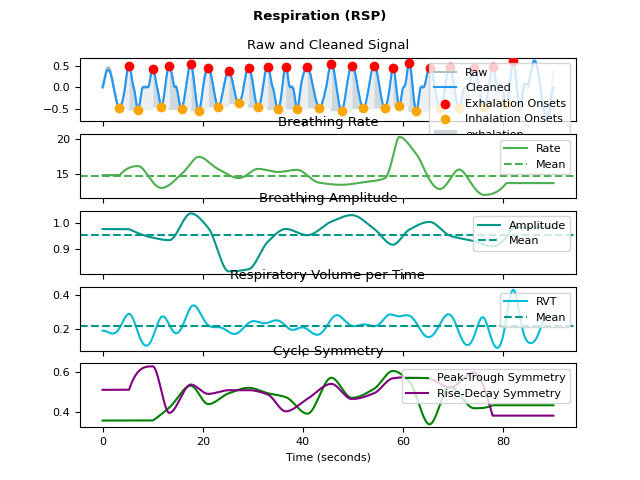 Respiration (RSP)
Raw and Cleaned Signal
0.5
0.0
−0.5
Raw
Cleaned
Exhalation Onsets
Inhalation Onsets
exhalation
Breathing Rate
20
15
Rate
Mean
Breathing Amplitude
1.0
0.9
Amplitude
Mean
Respiratory Volume per Time
0.4
0.2
RVT
Mean
Cycle Symmetry
0.6
0.4
Peak-Trough Symmetry
Rise-Decay Symmetry
0 20 40 60 80
Time (seconds)